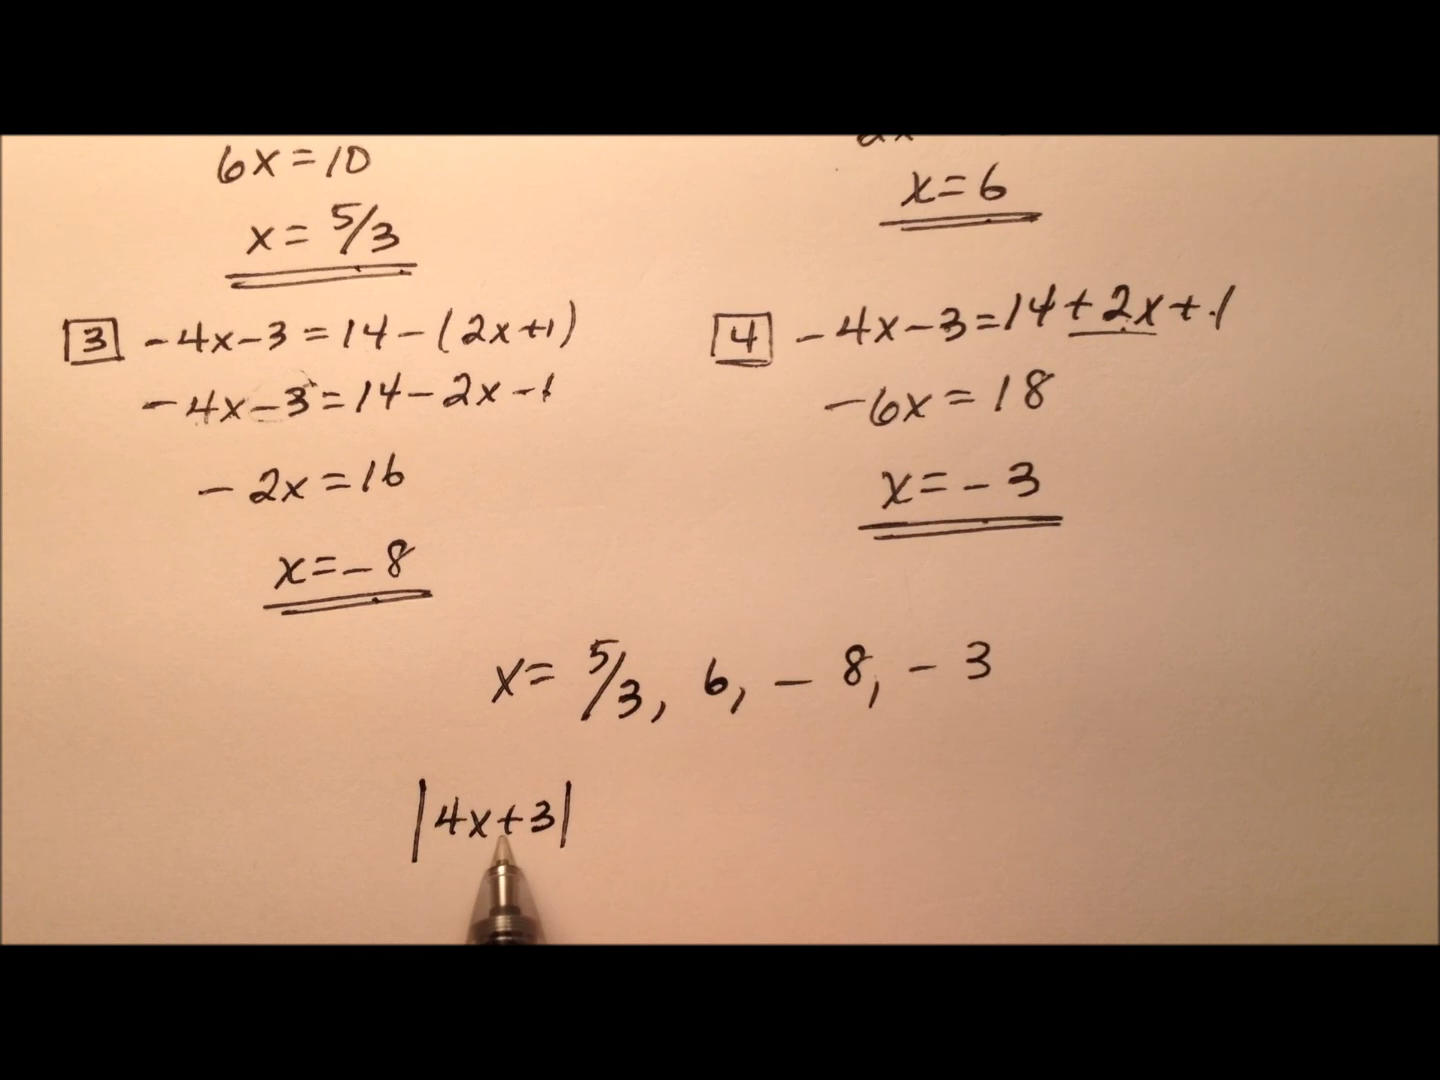 6x=10
x=6
x=5/3
3 -4x-3=14-(2x+1)
4 -4x-3=14+2x+1
-4x-3=14-2x-1
-6x=18
-2x=16
x=-3
x=-8
x=5/3, 6, -8, -3
|4x+3|